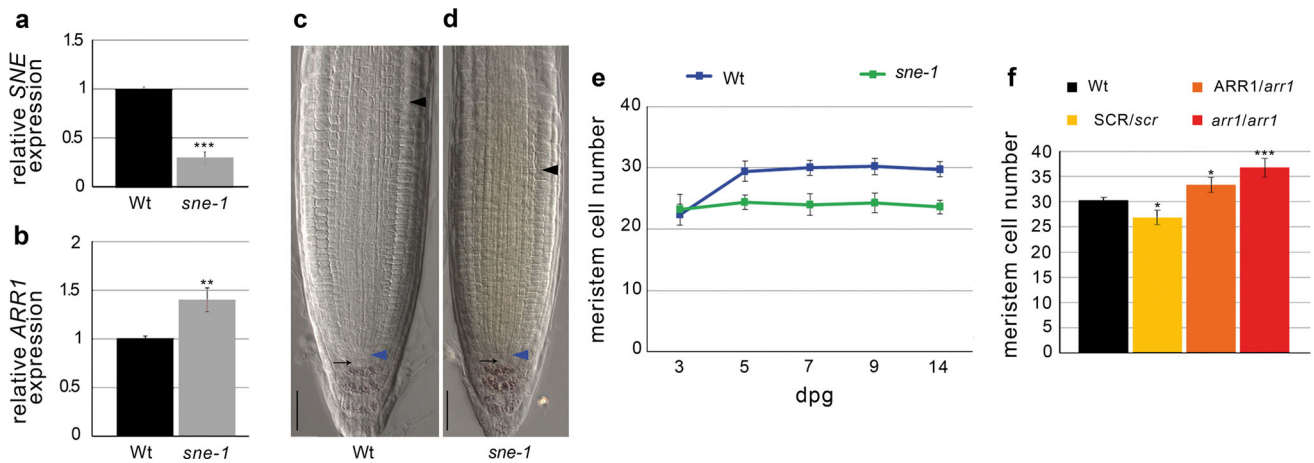 a
relative SNE
expression
1.5
1
0.5
0
***
Wt sne-1
b
relative ARR1
expression
2
1.5
1
0.5
0
**
Wt sne-1
c
Wt
d
sne-1
e
Wt sne-1
meristem cell number
40
30
20
10
0
3 5 7 9 14
dpg
f
Wt ARR1/arr1
SCR/scr arr1/arr1
meristem cell number
40
35
30
25
30
15
10
5
0
*
*
***